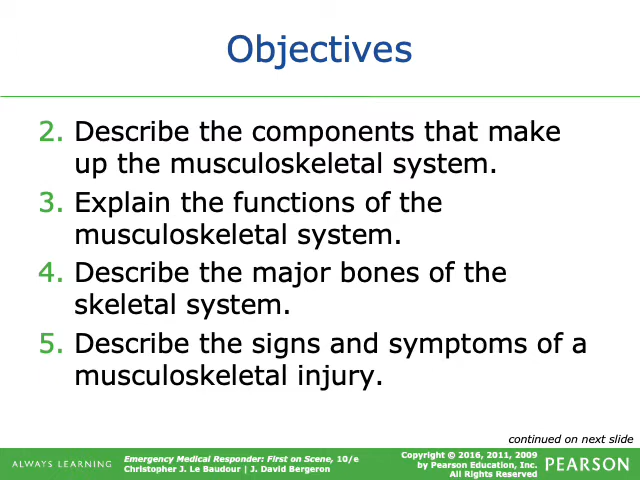 Objectives
2. Describe the components that make
up the musculoskeletal system.
3. Explain the functions of the
musculoskeletal system.
4. Describe the major bones of the
skeletal system.
5. Describe the signs and symptoms of a
musculoskeletal injury.
continued on next slide
ALWAYS LEARNING
Emergency Medical Responder: First on Scene, 10/e
Christopher J. Le Baudour | J. David Bergeron
Copyright © 2016, 2011, 2009
by Pearson Education, Inc.
All Rights Reserved
PEARSON